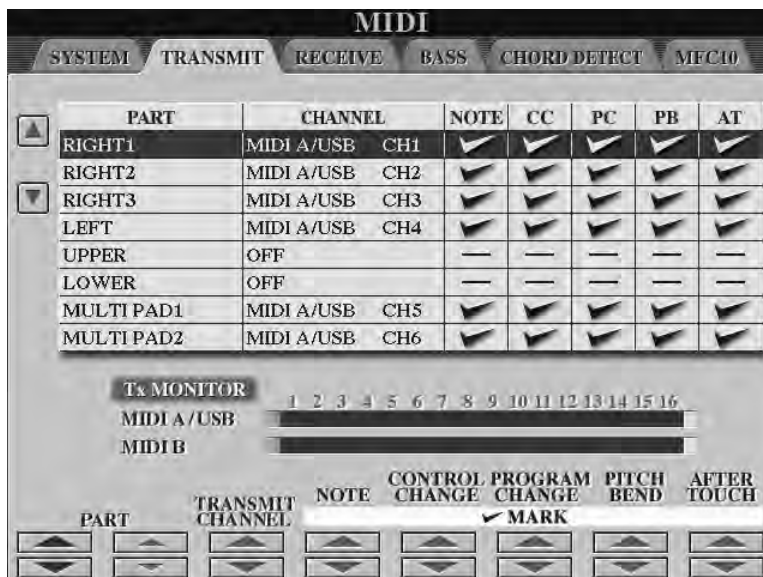 MIDI
SYSTEM TRANSMIT RECEIVE BASS CHORD DETECT MFC10
PART CHANNEL NOTE CC PC PB AT
RIGHT1 MIDI A/USB CH1
RIGHT2 MIDI A/USB CH2
RIGHT3 MIDI A/USB CH3
LEFT MIDI A/USB CH4
UPPER OFF
LOWER OFF
MULTI PAD1 MIDI A/USB CH5
MULTI PAD2 MIDI A/USB CH6
Tx MONITOR 1 2 3 4 5 6 7 8 9 10 11 12 13 14 15 16
MIDI A/USB
MIDI B
PART
TRANSMIT CHANNEL
NOTE
CONTROL CHANGE
PROGRAM CHANGE
PITCH BEND
AFTER TOUCH
MARK